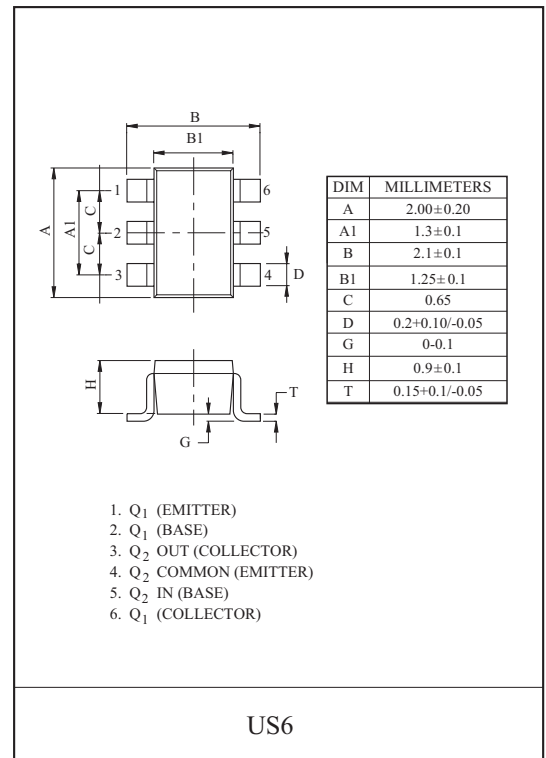 B
B1
1
6
A
A1
C
2
5
C
3
4
D
H
T
G
DIM MILLIMETERS
A 2.00±0.20
A1 1.3±0.1
B 2.1±0.1
B1 1.25±0.1
C 0.65
D 0.2+0.10/-0.05
G 0-0.1
H 0.9±0.1
T 0.15+0.1/-0.05
1. Q1 (EMITTER)
2. Q1 (BASE)
3. Q2 OUT (COLLECTOR)
4. Q2 COMMON (EMITTER)
5. Q2 IN (BASE)
6. Q1 (COLLECTOR)
US6